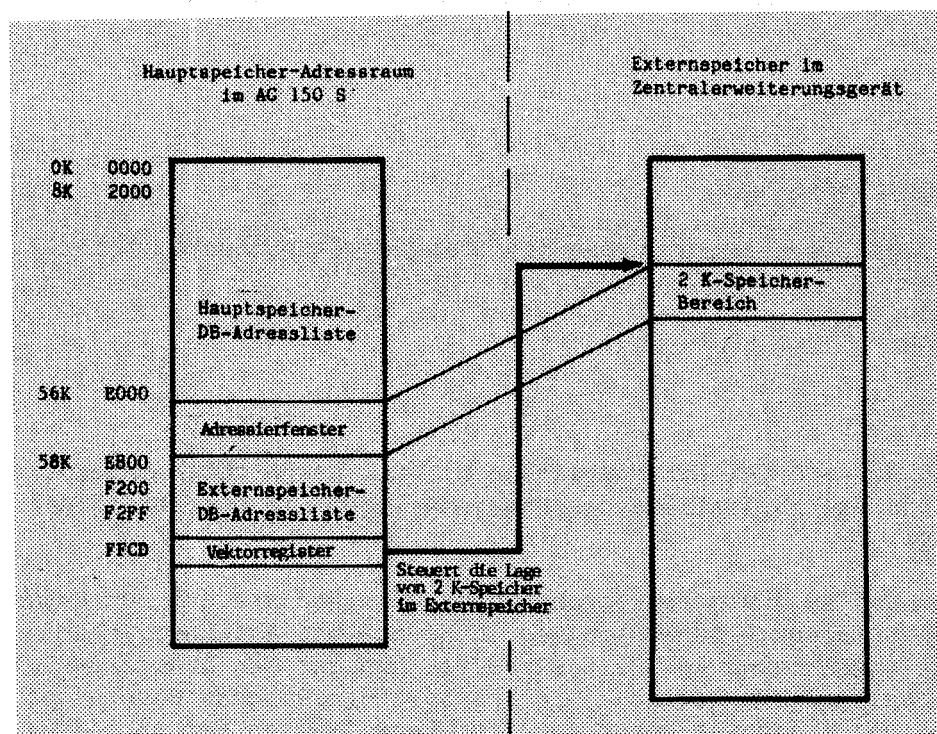 Hauptspeicher-Adressraum
im AG 150 S
Externspeicher im
Zentralerweiterungsgerät
0K 0000
8K 2000
Hauptspeicher-
DB-Adressliste
2 K-Speicher-
Bereich
56K E000
Adressierfenster
58K E800
F200 Externspeicher-
F2FF DB-Adressliste
FFCD Vektorregister
Steuert die Lage
von 2 K-Speicher
im Externspeicher